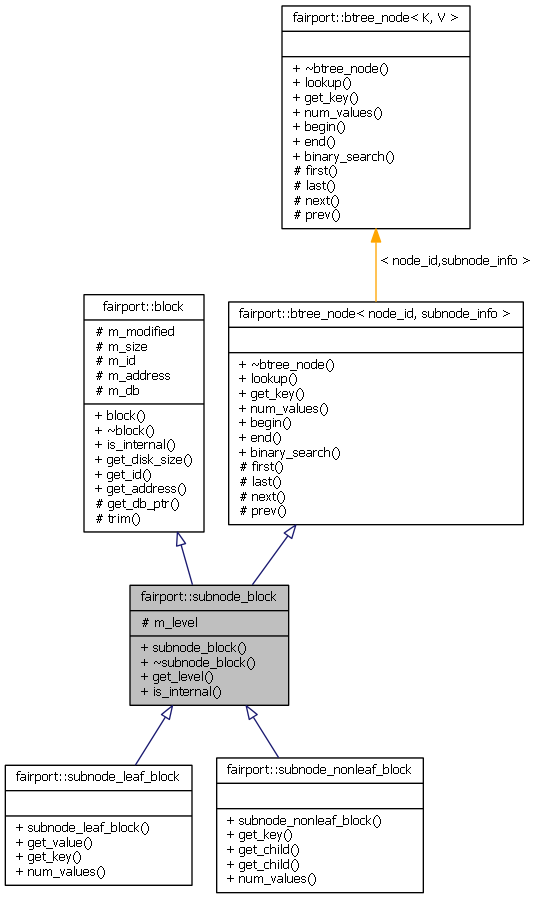 fairport::btree_node< K, V >
+ ~btree_node()
+ lookup()
+ get_key()
+ num_values()
+ begin()
+ end()
+ binary_search()
# first()
# last()
# next()
# prev()
< node_id,subnode_info >
fairport::block
# m_modified
# m_size
# m_id
# m_address
# m_db
+ block()
+ ~block()
+ is_internal()
+ get_disk_size()
+ get_id()
+ get_address()
# get_db_ptr()
# trim()
fairport::btree_node< node_id, subnode_info >
+ ~btree_node()
+ lookup()
+ get_key()
+ num_values()
+ begin()
+ end()
+ binary_search()
# first()
# last()
# next()
# prev()
fairport::subnode_block
# m_level
+ subnode_block()
+ ~subnode_block()
+ get_level()
+ is_internal()
fairport::subnode_leaf_block
+ subnode_leaf_block()
+ get_value()
+ get_key()
+ num_values()
fairport::subnode_nonleaf_block
+ subnode_nonleaf_block()
+ get_key()
+ get_child()
+ get_child()
+ num_values()